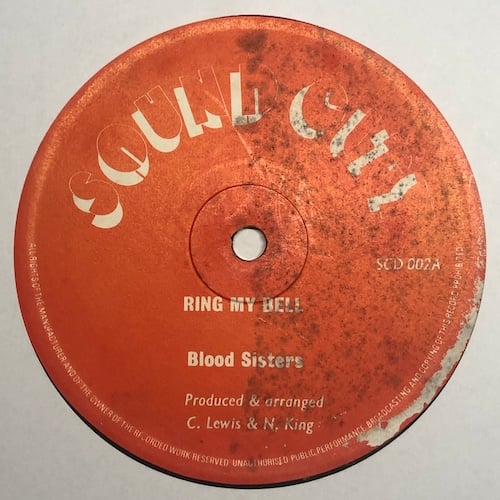 SOUND CITY
SCD 002A
RING MY BELL
Blood Sisters
Produced & arranged
C. Lewis & N. King
ALL RIGHTS OF THE MANUFACTURER AND OF THE OWNER OF THE RECORDED WORK RESERVED. UNAUTHORISED PUBLIC PERFORMANCE BROADCASTING AND COPYING OF THIS RECORD PROHIBITED